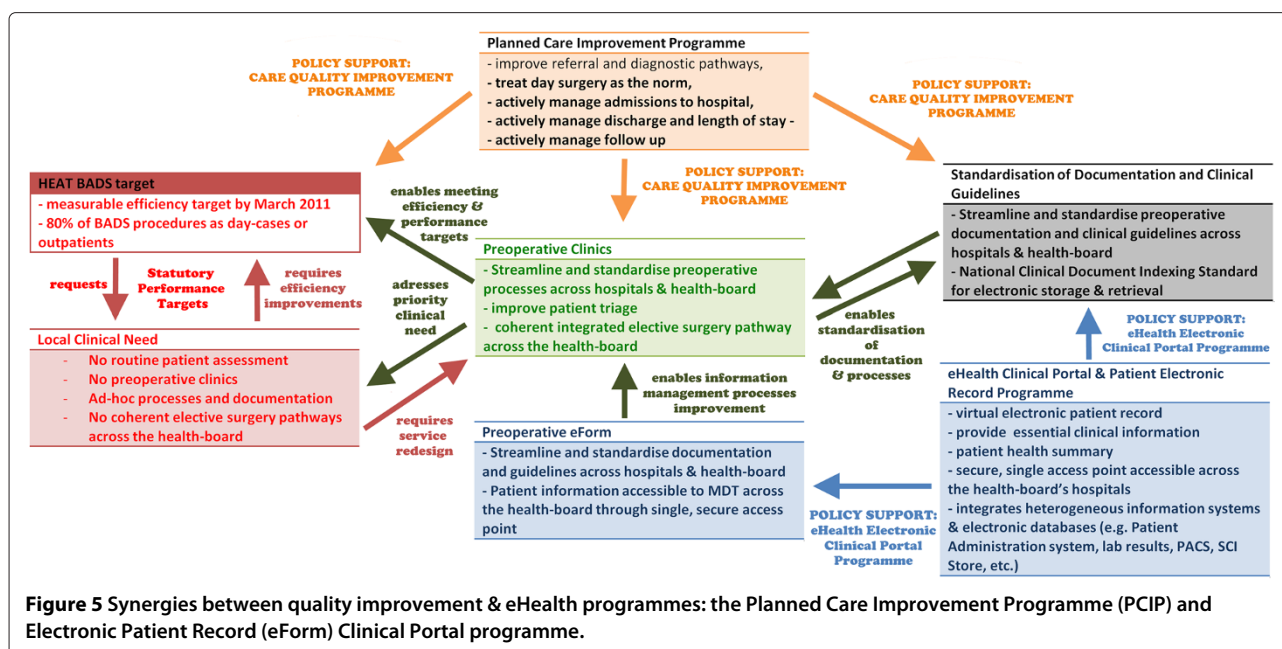 Planned Care Improvement Programme
- improve referral and diagnostic pathways,
- treat day surgery as the norm,
- actively manage admissions to hospital,
- actively manage discharge and length of stay -
- actively manage follow up
POLICY SUPPORT:
CARE QUALITY IMPROVEMENT
PROGRAMME
POLICY SUPPORT:
CARE QUALITY IMPROVEMENT
PROGRAMME
POLICY SUPPORT:
CARE QUALITY IMPROVEMENT
PROGRAMME
HEAT BADS target
- measurable efficiency target by March 2011
- 80% of BADS procedures as day-cases or
outpatients
enables meeting
efficiency &
performance
targets
Standardisation of Documentation and Clinical
Guidelines
- Streamline and standardise preoperative
documentation and clinical guidelines across
hospitals & health-board
- National Clinical Document Indexing Standard
for electronic storage & retrieval
Preoperative Clinics
- Streamline and standardise preoperative
processes across hospitals & health-board
- improve patient triage
- coherent integrated elective surgery pathway
across the health-board
requests
Statutory
Performance
Targets
requires
efficiency
improvements
adresses
priority
clinical
need
enables
standardisation
of
documentation
& processes
POLICY SUPPORT:
eHealth Electronic
Clinical Portal Programme
Local Clinical Need
- No routine patient assessment
- No preoperative clinics
- Ad-hoc processes and documentation
- No coherent elective surgery pathways
across the health-board
requires
service
redesign
enables information
management processes
improvement
eHealth Clinical Portal & Patient Electronic
Record Programme
- virtual electronic patient record
- provide essential clinical information
- patient health summary
- secure, single access point accessible across
the health-board's hospitals
- integrates heterogeneous information systems
& electronic databases (e.g. Patient
Administration system, lab results, PACS, SCI
Store, etc.)
Preoperative eForm
- Streamline and standardise documentation
and guidelines across hospitals & health-board
- Patient information accessible to MDT across
the health-board through single, secure access
point
POLICY SUPPORT:
eHealth Electronic
Clinical Portal
Programme
Figure 5 Synergies between quality improvement & eHealth programmes: the Planned Care Improvement Programme (PCIP) and
Electronic Patient Record (eForm) Clinical Portal programme.